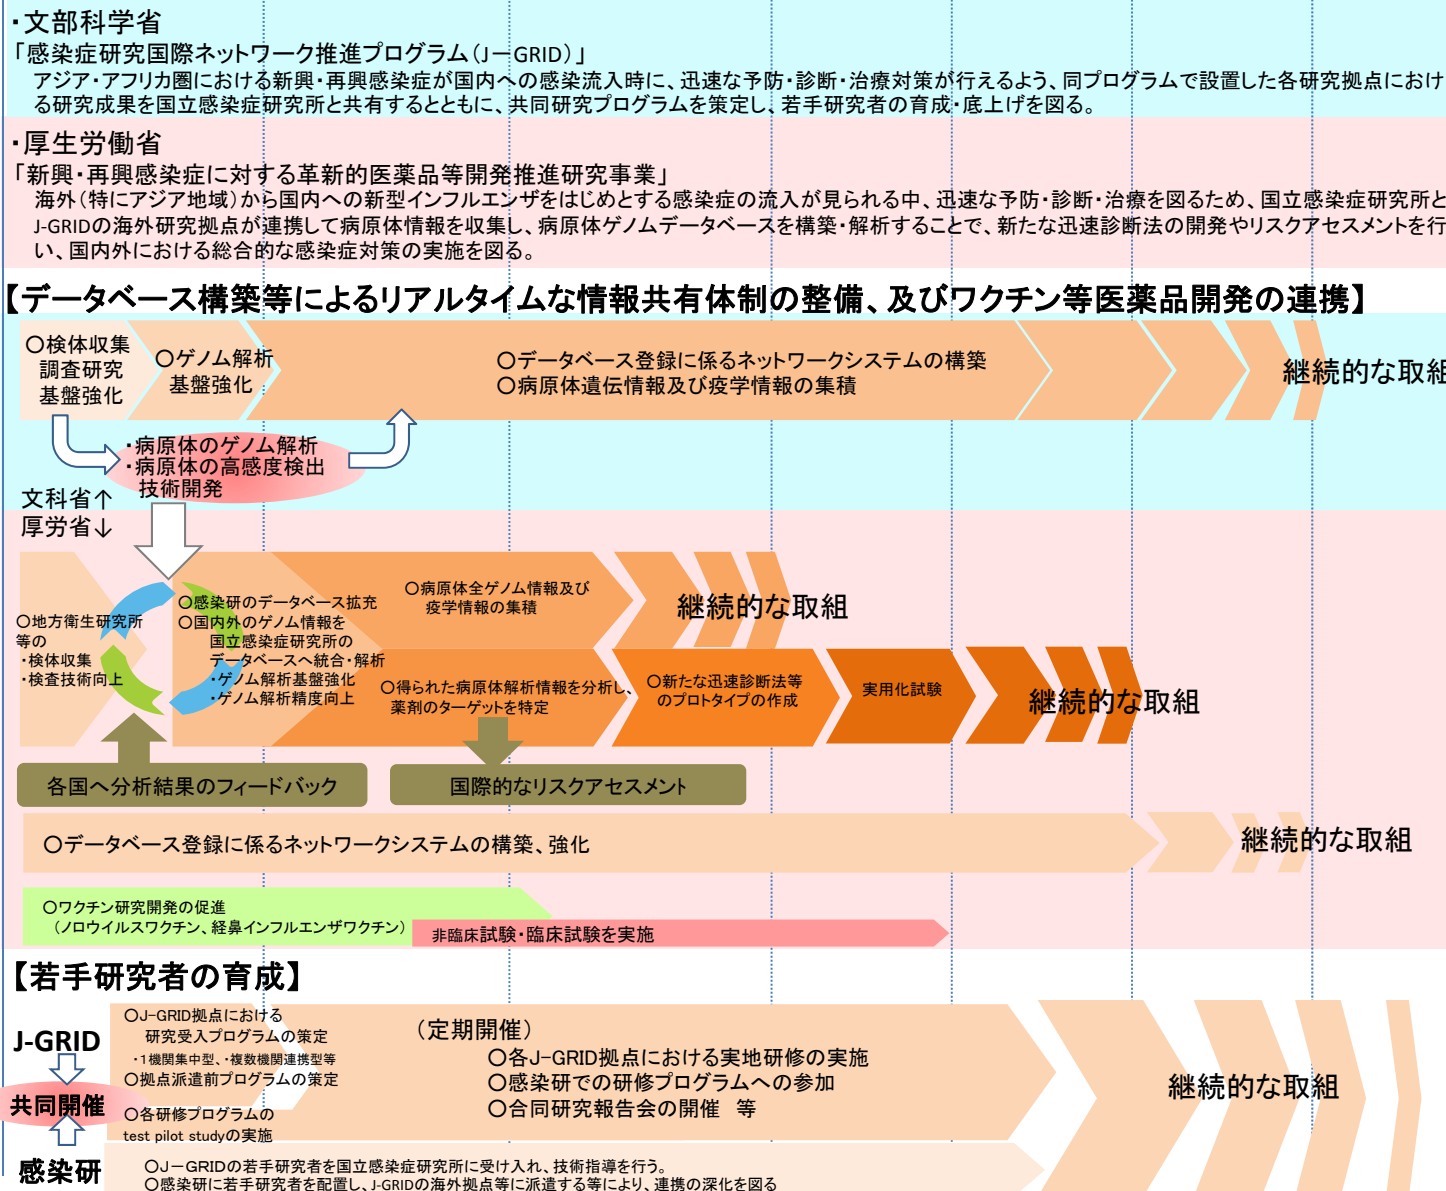 ・文部科学省
「感染症研究国際ネットワーク推進プログラム（Jー GRID）」
アジア・アフリカ圏における新興・再興感染症が国内への感染流入時に、迅速な予防・診断・治療対策が行えるよう、同プログラムで設置した各研究拠点におけ
る研究成果を国立感染症研究所と共有するとともに、共同研究プログラムを策定し、若手研究者の育成・底上げを図る。
・厚生労働省
「新興・再興感染症に対する革新的医薬品等開発推進研究事業」
海外（特にアジア地域）から国内への新型インフルエンザをはじめとする感染症の流入が見られる中、迅速な予防・診断・治療を図るため、国立感染症研究所と
J-GRIDの海外研究拠点が連携して病原体情報を収集し、病原体ゲノムデータベースを構築・解析することで、新たな迅速診断法の開発やリスクアセスメントを行
い、国内外における総合的な感染症対策の実施を図る。
【データベース構築等によるリアルタイムな情報共有体制の整備、及びワクチン等医薬品開発の連携】
○検体収集
調査研究
基盤強化
○ゲノム解析
基盤強化
○データベース登録に係るネットワークシステムの構築
○病原体遺伝情報及び疫学情報の集積
継続的な取組
・病原体のゲノム解析
・病原体の高感度検出
技術開発
文科省↑
厚労省↓
○地方衛生研究所
等の
・検体収集
・検査技術向上
○感染研のデータベース拡充
○国内外のゲノム情報を
国立感染症研究所の
データベースへ統合・解析
・ゲノム解析基盤強化
・ゲノム解析精度向上
○病原体全ゲノム情報及び
疫学情報の集積
継続的な取組
○得られた病原体解析情報を分析し、
薬剤のターゲットを特定
○新たな迅速診断法等
のプロトタイプの作成
実用化試験
継続的な取組
各国へ分析結果のフィードバック
国際的なリスクアセスメント
○データベース登録に係るネットワークシステムの構築、強化
継続的な取組
○ワクチン研究開発の促進
（ノロウイルスワクチン、経鼻インフルエンザワクチン）
非臨床試験・臨床試験を実施
【若手研究者の育成】
J-GRID
共同開催
感染研
○J-GRID拠点における
研究受入プログラムの策定
・1機関集中型、・複数機関連携型等
○拠点派遣前プログラムの策定
○各研修プログラムの
test pilot studyの実施
（定期開催）
○各J-GRID拠点における実地研修の実施
○感染研での研修プログラムへの参加
○合同研究報告会の開催　等
継続的な取組
○JーGRIDの若手研究者を国立感染症研究所に受け入れ、技術指導を行う。
○感染研に若手研究者を配置し、J-GRIDの海外拠点等に派遣する等により、連携の深化を図る